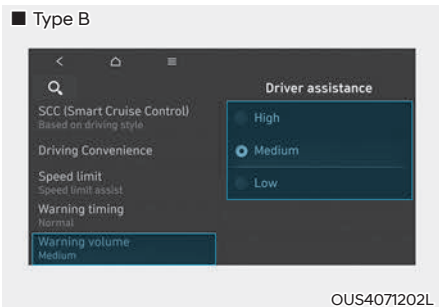 ■ Type B
Driver assistance
SCC (Smart Cruise Control)
Based on driving style
High
Driving Convenience
Medium
Speed limit
Speed limit assist
Low
Warning timing
Normal
Warning volume
Medium
OUS4071202L